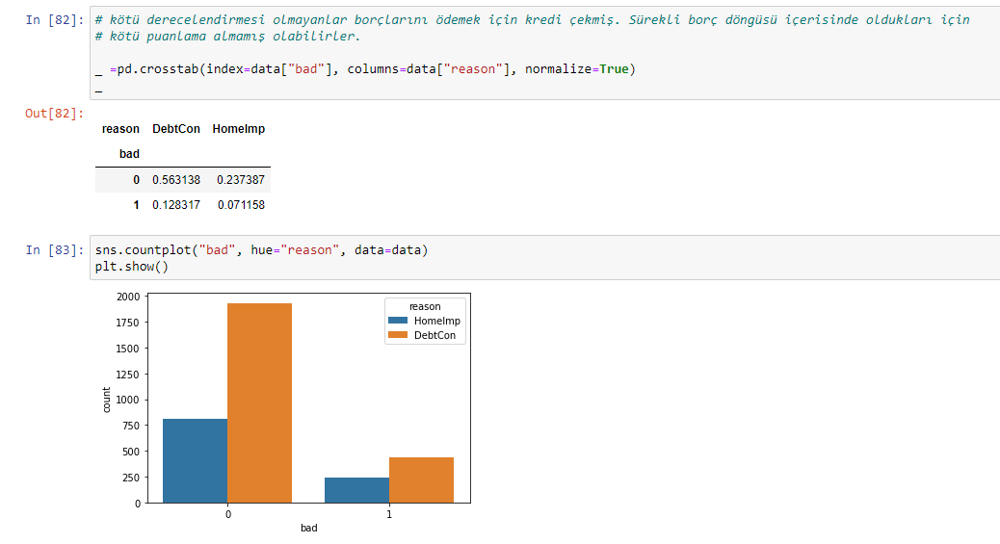 In [82]: # kötü derecelendirmesi olmayanlar borçlarını ödemek için kredi çekmiş. Sürekli borç döngüsü içerisinde oldukları için
# kötü puanlama almamış olabilirler.
_ =pd.crosstab(index=data["bad"], columns=data["reason"], normalize=True)
_
Out[82]:
reason DebtCon HomeImp
bad
0 0.563138 0.237387
1 0.128317 0.071158
In [83]: sns.countplot("bad", hue="reason", data=data)
plt.show()
2000
1750
1500
1250
1000
750
500
250
0
count
reason
HomeImp
DebtCon
0 1
bad